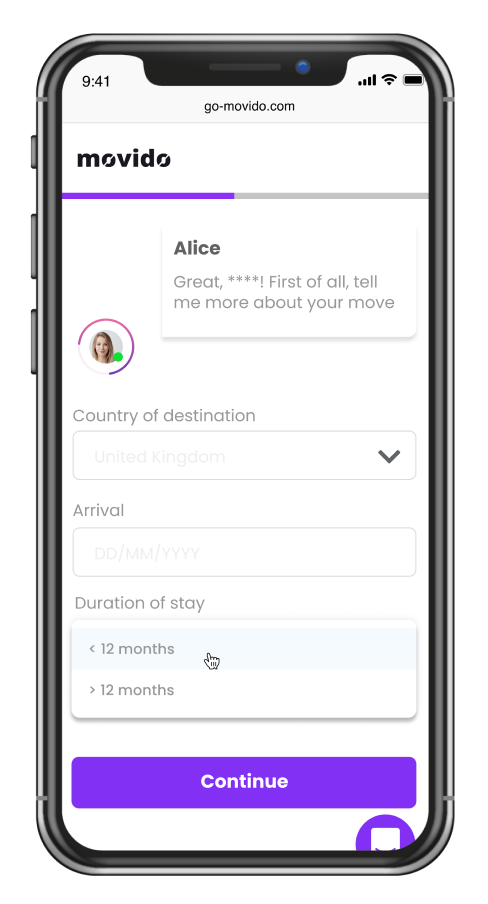 9:41
go-movido.com
movido
Alice
Great, ****! First of all, tell
me more about your move
Country of destination
United Kingdom
Arrival
DD/MM/YYYY
Duration of stay
< 12 months
> 12 months
Continue